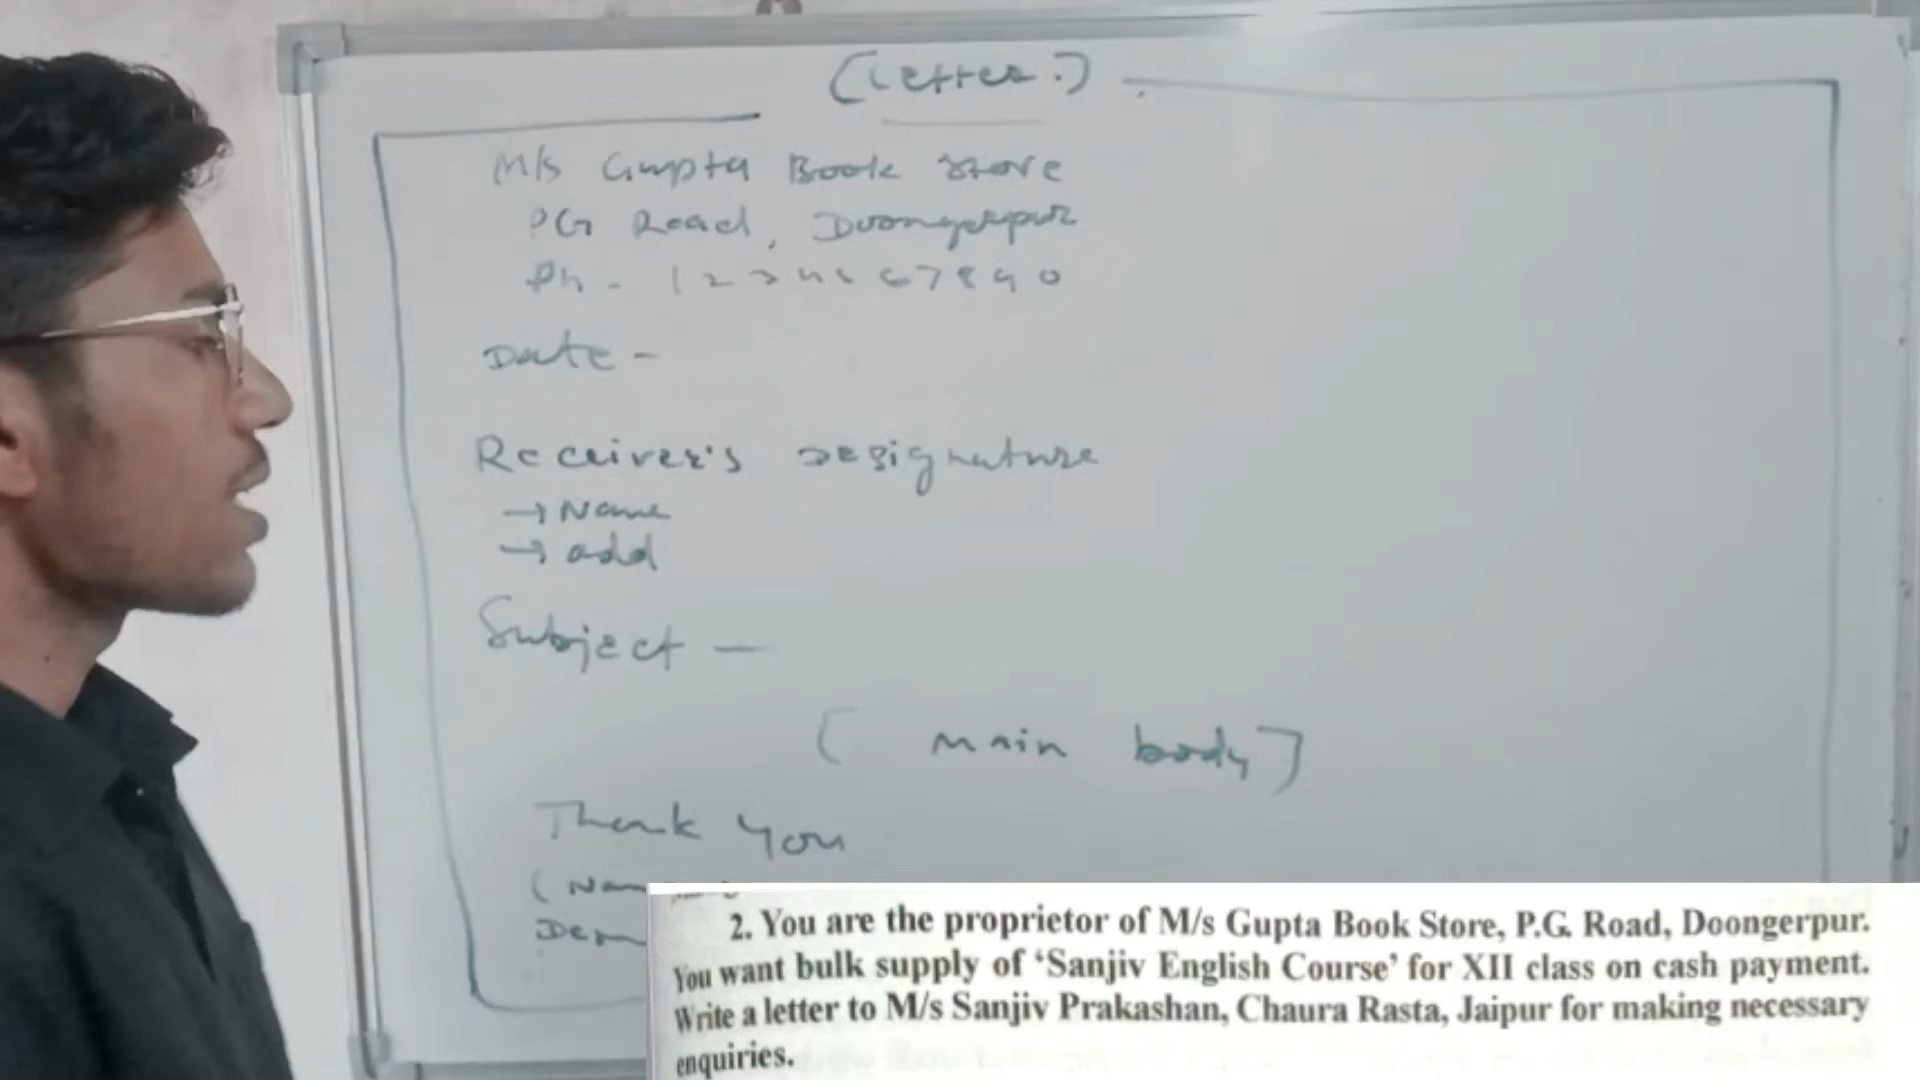 (Letter.)
M/s Gupta Book Store
PG Road, Doongerpur
Ph - 1234567890
Date -
Receiver's Designature
→ Name
→ add
Subject —
[ Main body ]
Thank You
2. You are the proprietor of M/s Gupta Book Store, P.G. Road, Doongerpur.
You want bulk supply of ‘Sanjiv English Course’ for XII class on cash payment.
Write a letter to M/s Sanjiv Prakashan, Chaura Rasta, Jaipur for making necessary
enquiries.